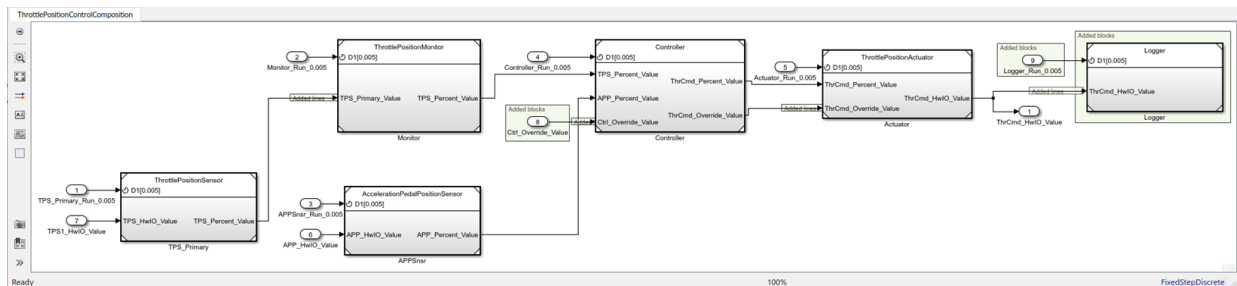 ThrottlePositionControlComposition
2
Monitor_Run_0.005
ThrottlePositionMonitor
D1[0.005]
TPS_Primary_Value
TPS_Percent_Value
Monitor
Added lines
4
Controller_Run_0.005
Controller
D1[0.005]
TPS_Percent_Value
APP_Percent_Value
Ctrl_Override_Value
ThrCmd_Percent_Value
ThrCmd_Override_Value
Controller
Added blocks
8
Ctrl_Override_Value
5
Actuator_Run_0.005
ThrottlePositionActuator
D1[0.005]
ThrCmd_Percent_Value
ThrCmd_Override_Value
ThrCmd_HwIO_Value
Actuator
Added lines
Added blocks
9
Logger_Run_0.005
Added blocks
Logger
D1[0.005]
ThrCmd_HwIO_Value
Logger
Added lines
1
ThrCmd_HwIO_Value
1
TPS_Primary_Run_0.005
7
TPS1_HwIO_Value
ThrottlePositionSensor
D1[0.005]
TPS_HwIO_Value
TPS_Percent_Value
TPS_Primary
3
APPSnsr_Run_0.005
6
APP_HwIO_Value
AccelerationPedalPositionSensor
D1[0.005]
APP_HwIO_Value
APP_Percent_Value
APPSnsr
Ready
100%
FixedStepDiscrete